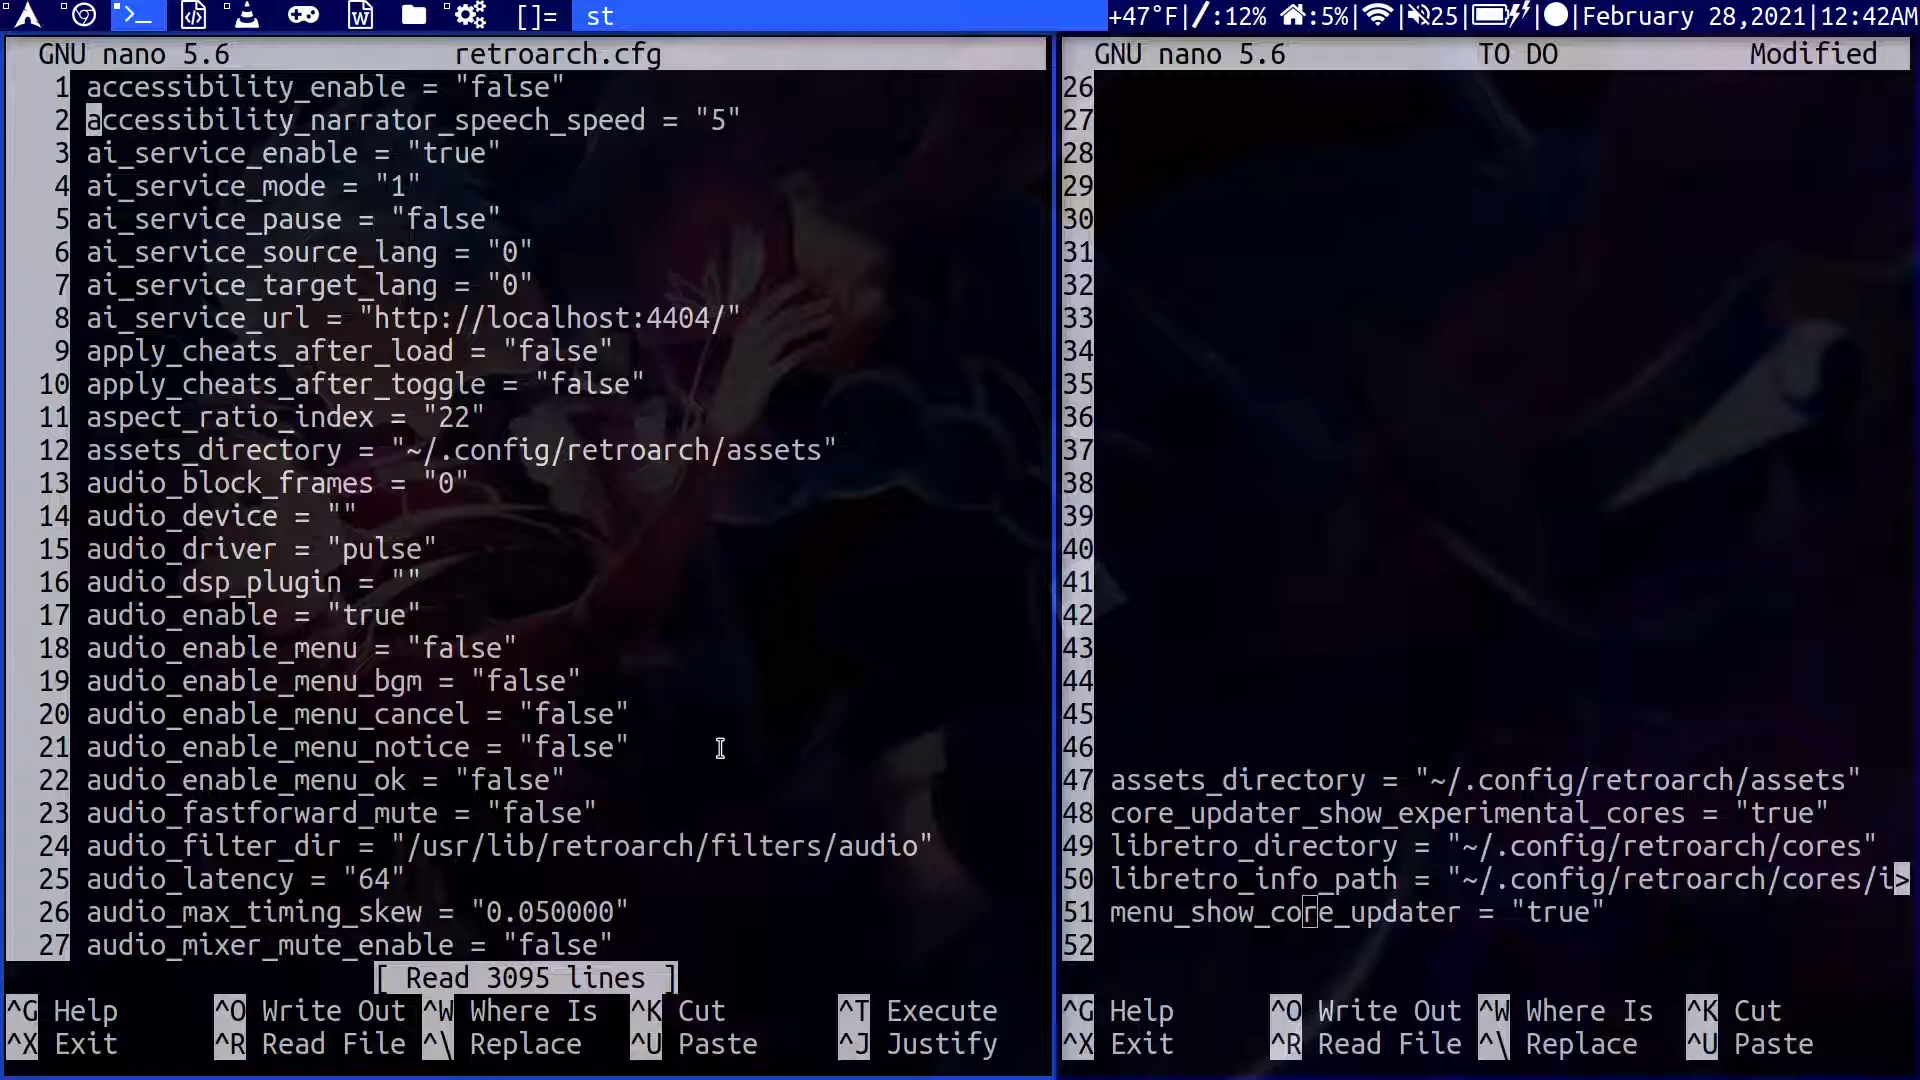 []= st +47°F|/:12% 5%| 25| | |February 28,2021|12:42AM
GNU nano 5.6 retroarch.cfg
1 accessibility_enable = "false"
2 accessibility_narrator_speech_speed = "5"
3 ai_service_enable = "true"
4 ai_service_mode = "1"
5 ai_service_pause = "false"
6 ai_service_source_lang = "0"
7 ai_service_target_lang = "0"
8 ai_service_url = "http://localhost:4404/"
9 apply_cheats_after_load = "false"
10 apply_cheats_after_toggle = "false"
11 aspect_ratio_index = "22"
12 assets_directory = "~/.config/retroarch/assets"
13 audio_block_frames = "0"
14 audio_device = ""
15 audio_driver = "pulse"
16 audio_dsp_plugin = ""
17 audio_enable = "true"
18 audio_enable_menu = "false"
19 audio_enable_menu_bgm = "false"
20 audio_enable_menu_cancel = "false"
21 audio_enable_menu_notice = "false"
22 audio_enable_menu_ok = "false"
23 audio_fastforward_mute = "false"
24 audio_filter_dir = "/usr/lib/retroarch/filters/audio"
25 audio_latency = "64"
26 audio_max_timing_skew = "0.050000"
27 audio_mixer_mute_enable = "false"
[ Read 3095 lines ]
^G Help ^O Write Out ^W Where Is ^K Cut ^T Execute
^X Exit ^R Read File ^\ Replace ^U Paste ^J Justify
GNU nano 5.6 TO DO Modified
26
27
28
29
30
31
32
33
34
35
36
37
38
39
40
41
42
43
44
45
46
47 assets_directory = "~/.config/retroarch/assets"
48 core_updater_show_experimental_cores = "true"
49 libretro_directory = "~/.config/retroarch/cores"
50 libretro_info_path = "~/.config/retroarch/cores/i>
51 menu_show_core_updater = "true"
52
^G Help ^O Write Out ^W Where Is ^K Cut
^X Exit ^R Read File ^\ Replace ^U Paste